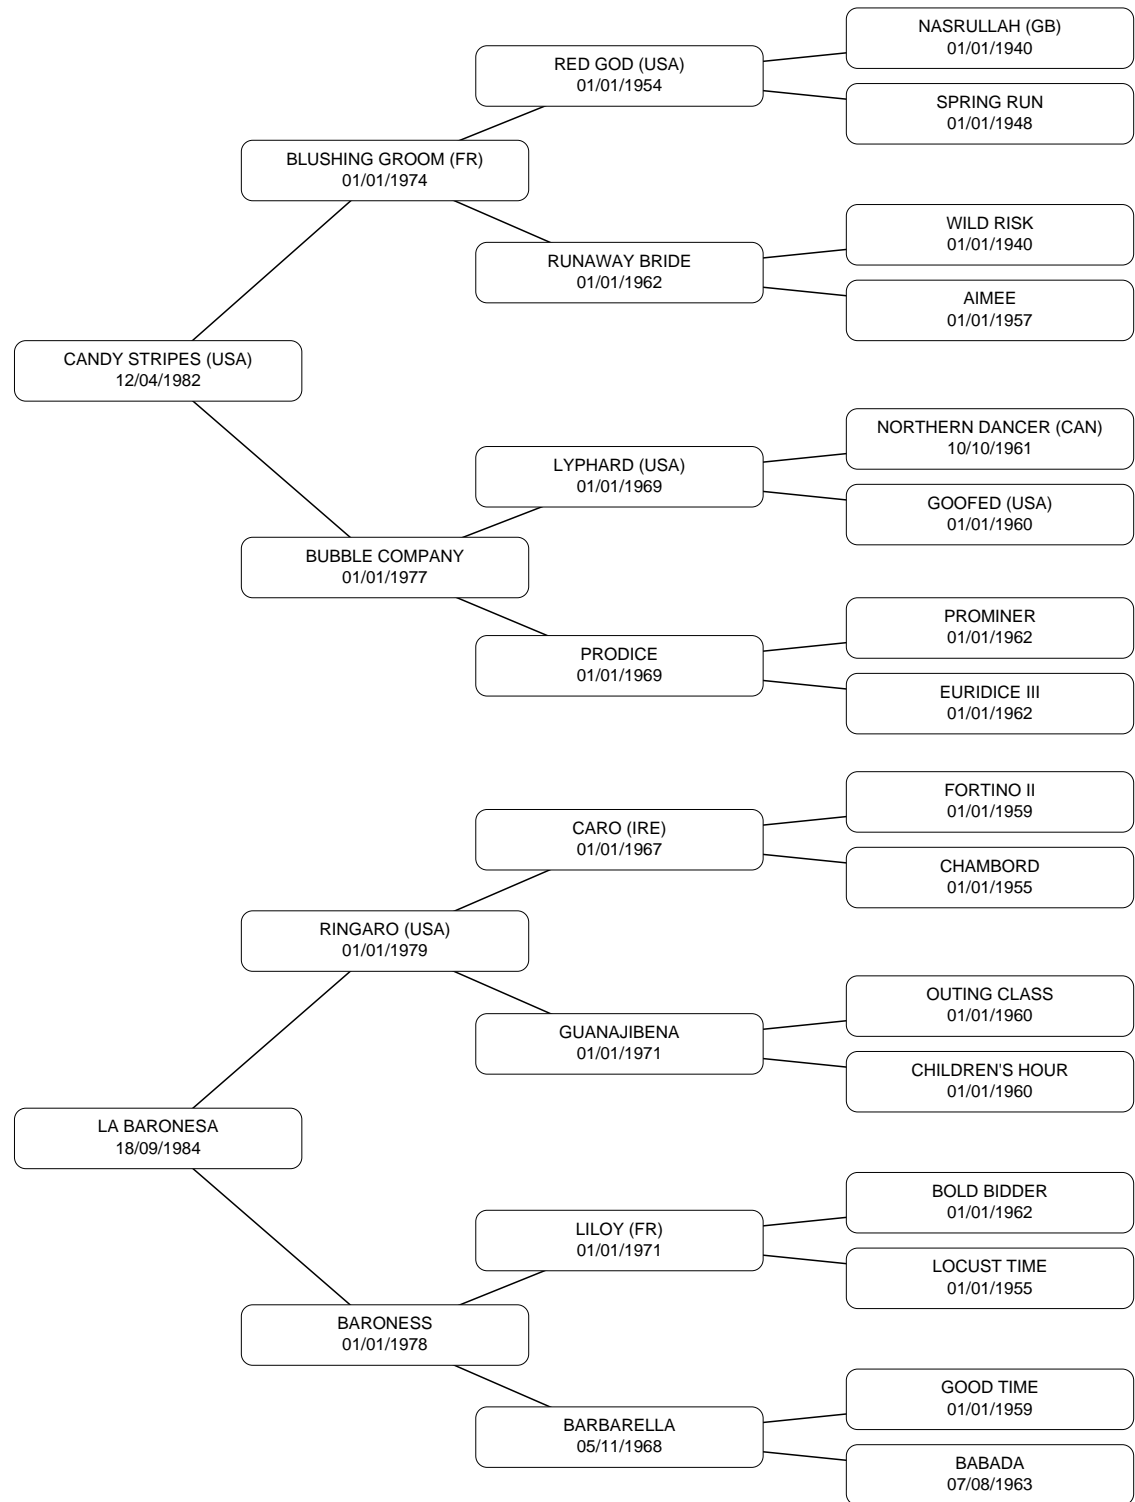 NASRULLAH (GB)
01/01/1940
RED GOD (USA)
01/01/1954
SPRING RUN
01/01/1948
BLUSHING GROOM (FR)
01/01/1974
WILD RISK
01/01/1940
RUNAWAY BRIDE
01/01/1962
AIMEE
01/01/1957
CANDY STRIPES (USA)
12/04/1982
NORTHERN DANCER (CAN)
10/10/1961
LYPHARD (USA)
01/01/1969
GOOFED (USA)
01/01/1960
BUBBLE COMPANY
01/01/1977
PROMINER
01/01/1962
PRODICE
01/01/1969
EURIDICE III
01/01/1962
FORTINO II
01/01/1959
CARO (IRE)
01/01/1967
CHAMBORD
01/01/1955
RINGARO (USA)
01/01/1979
OUTING CLASS
01/01/1960
GUANAJIBENA
01/01/1971
CHILDREN'S HOUR
01/01/1960
LA BARONESA
18/09/1984
BOLD BIDDER
01/01/1962
LILOY (FR)
01/01/1971
LOCUST TIME
01/01/1955
BARONESS
01/01/1978
GOOD TIME
01/01/1959
BARBARELLA
05/11/1968
BABADA
07/08/1963